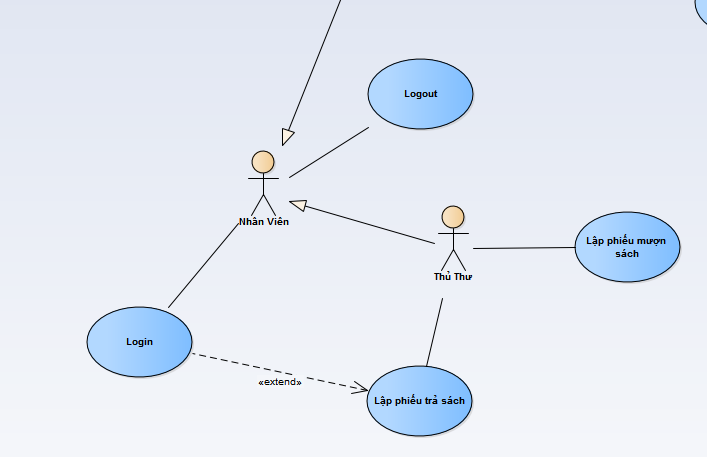 Logout
Nhân Viên
Lập phiếu mượn
sách
Thủ Thư
Login
«extend»
Lập phiếu trả sách